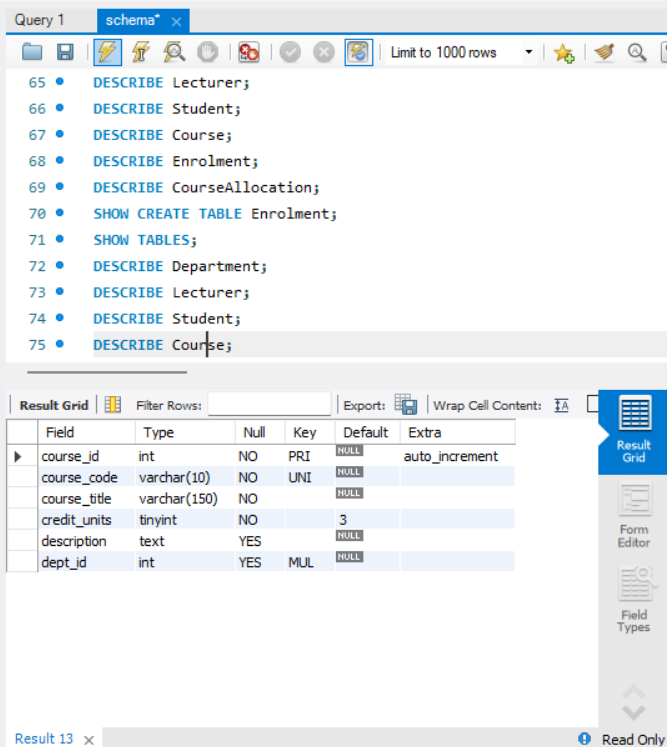 Query 1 schema*
Limit to 1000 rows
65 DESCRIBE Lecturer;
66 DESCRIBE Student;
67 DESCRIBE Course;
68 DESCRIBE Enrolment;
69 DESCRIBE CourseAllocation;
70 SHOW CREATE TABLE Enrolment;
71 SHOW TABLES;
72 DESCRIBE Department;
73 DESCRIBE Lecturer;
74 DESCRIBE Student;
75 DESCRIBE Course;
Result Grid Filter Rows: Export: Wrap Cell Content: IA
Field Type Null Key Default Extra
course_id int NO PRI NULL auto_increment
course_code varchar(10) NO UNI NULL
course_title varchar(150) NO NULL
credit_units tinyint NO 3
description text YES NULL
dept_id int YES MUL NULL
Result
Grid
Form
Editor
Field
Types
Result 13 Read Only